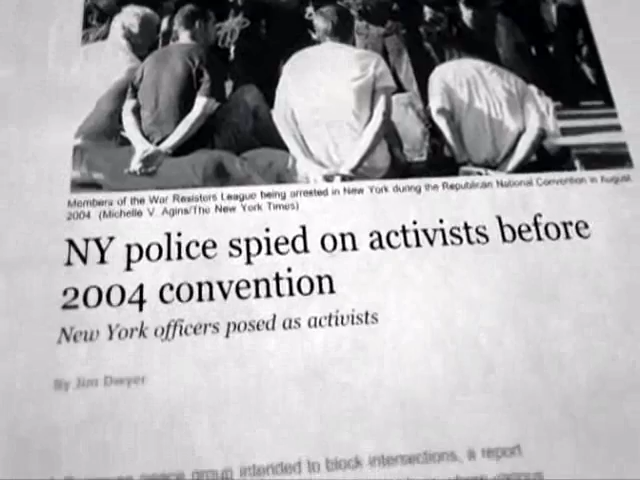 Members of the War Resisters League being arrested in New York during the Republican National Convention in August,
2004. (Michelle V. Agins/The New York Times)
NY police spied on activists before
2004 convention
New York officers posed as activists
By Jim Dwyer
peace group intended to block intersections, a report